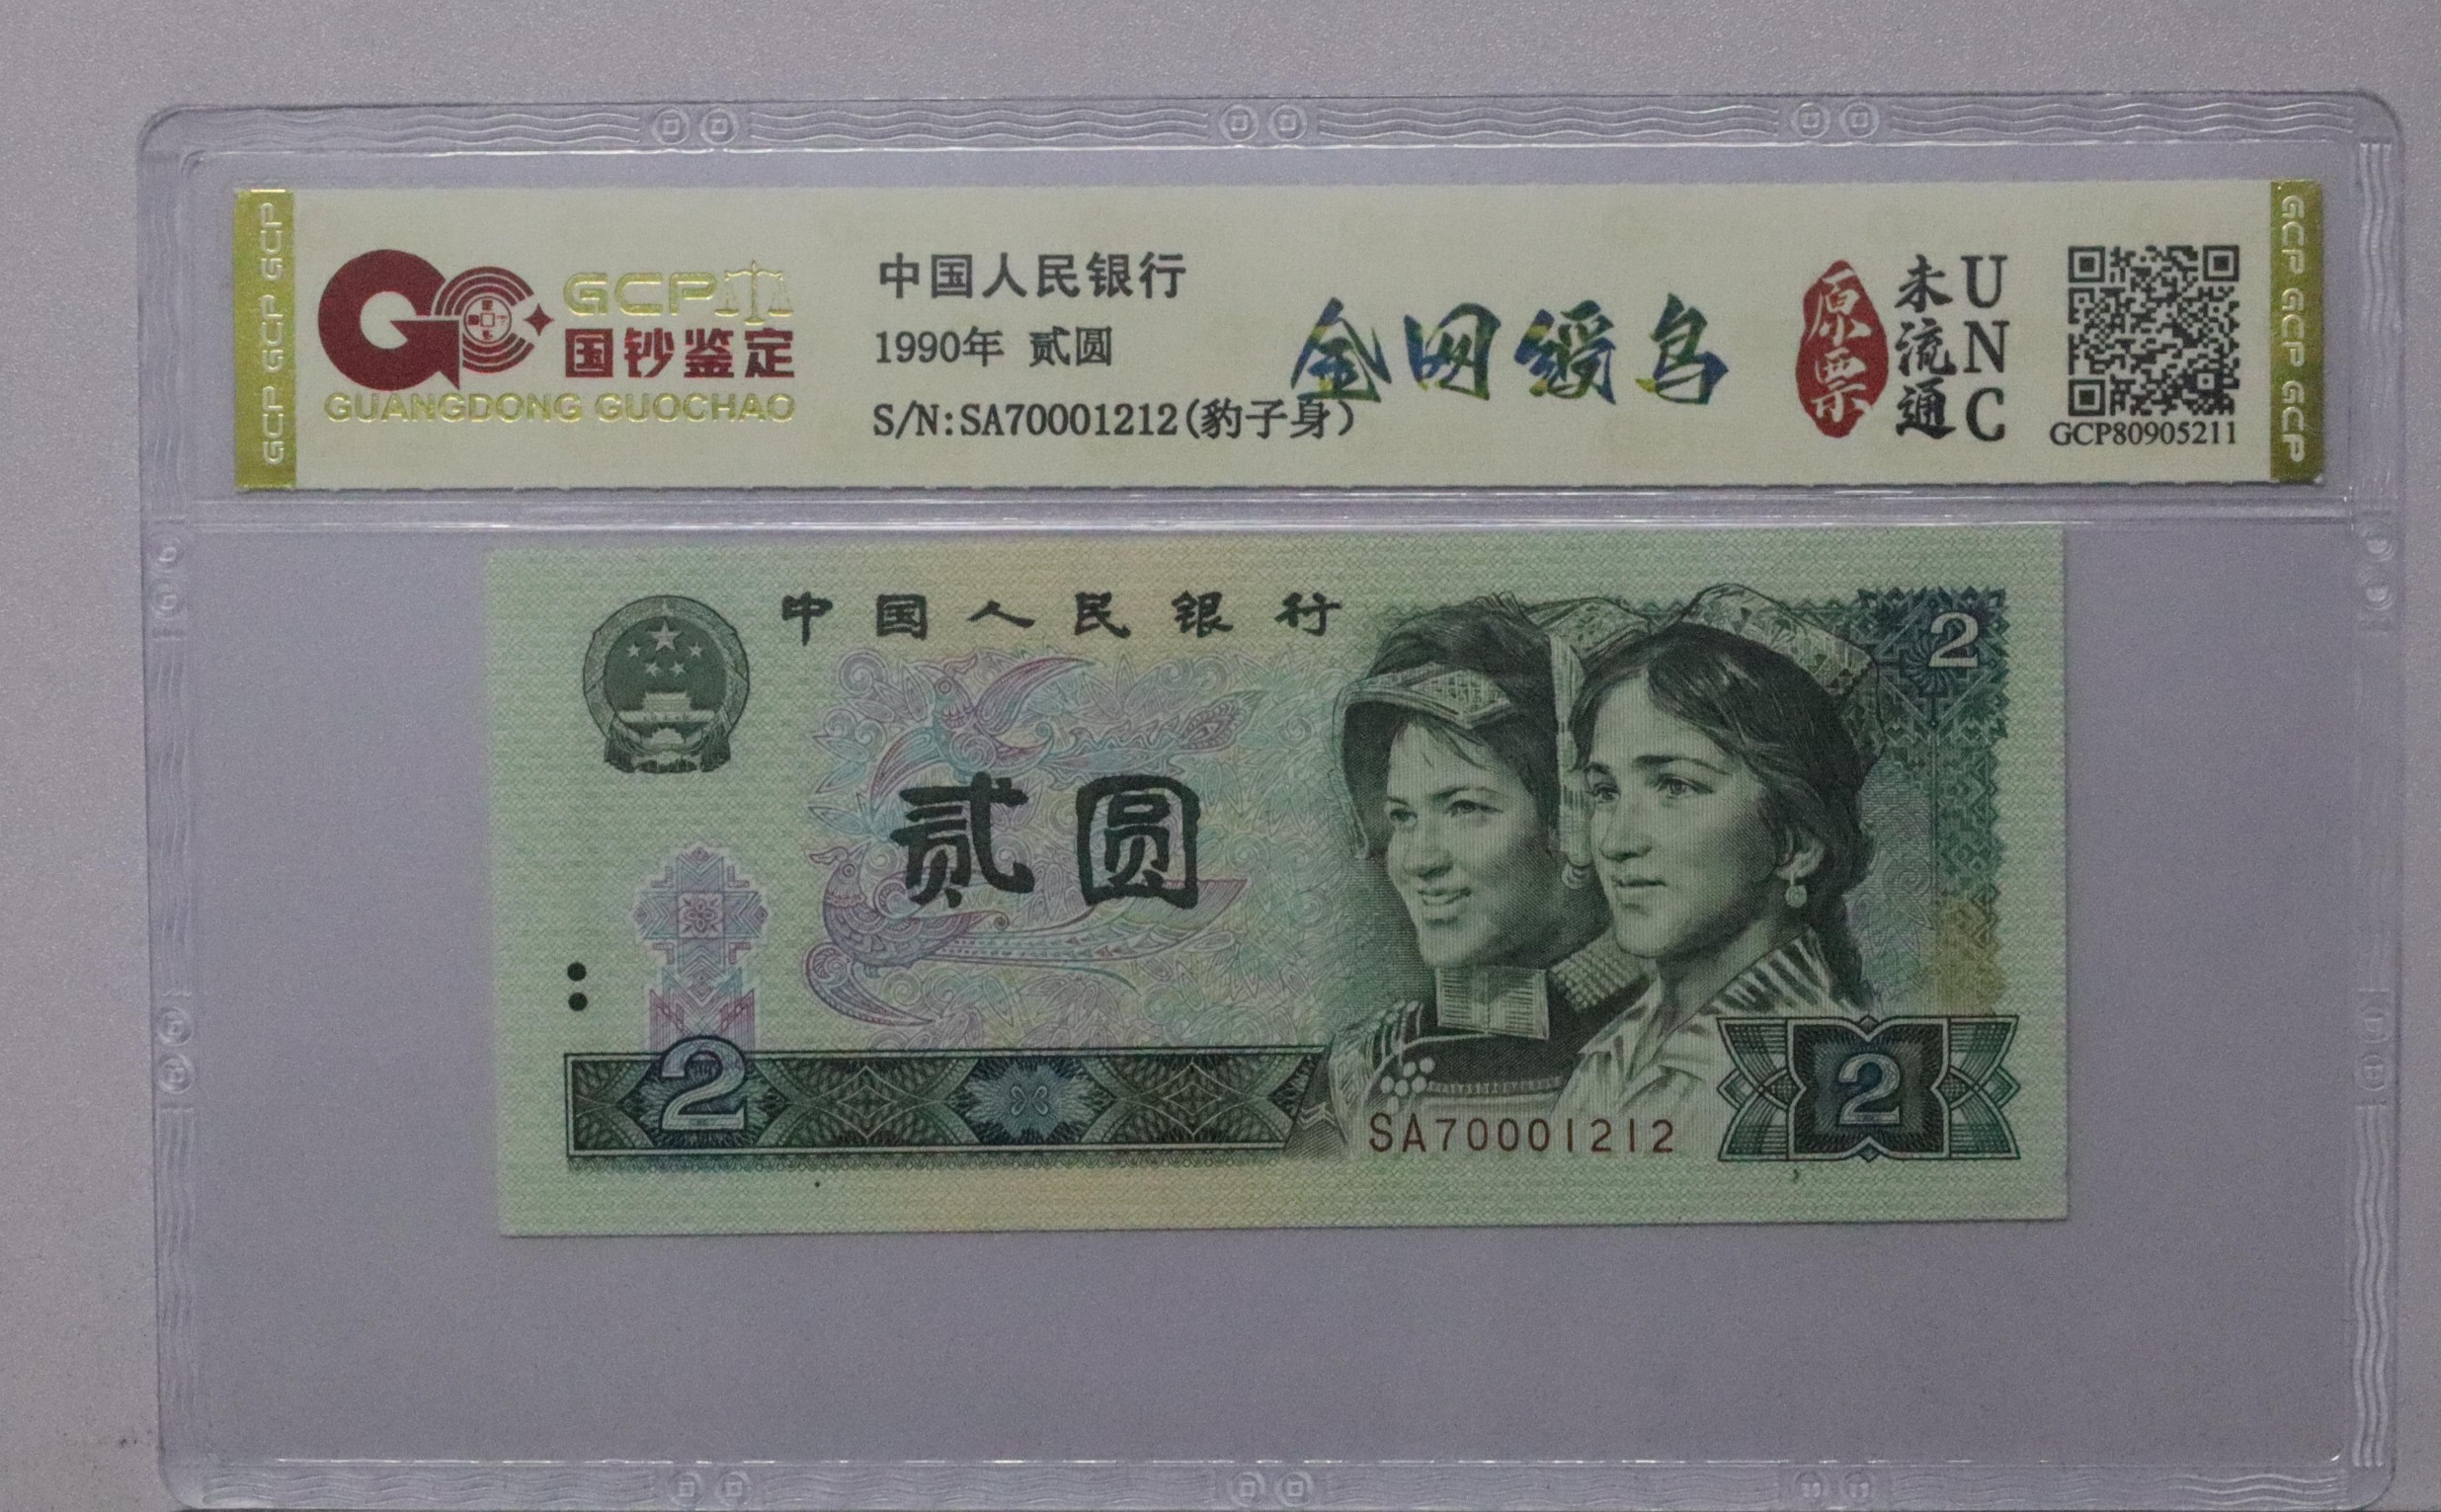 GCP GCP GCP
GCP
国钞鉴定
GUANGDONG GUOCHAO
中国人民银行
1990年 贰圆
S/N:SA70001212(豹子身)
金网绶鸟
原票
未流通
UNC
GCP80905211
GCP GCP GCP
中国人民银行
2
贰圆
2
2
SA70001212